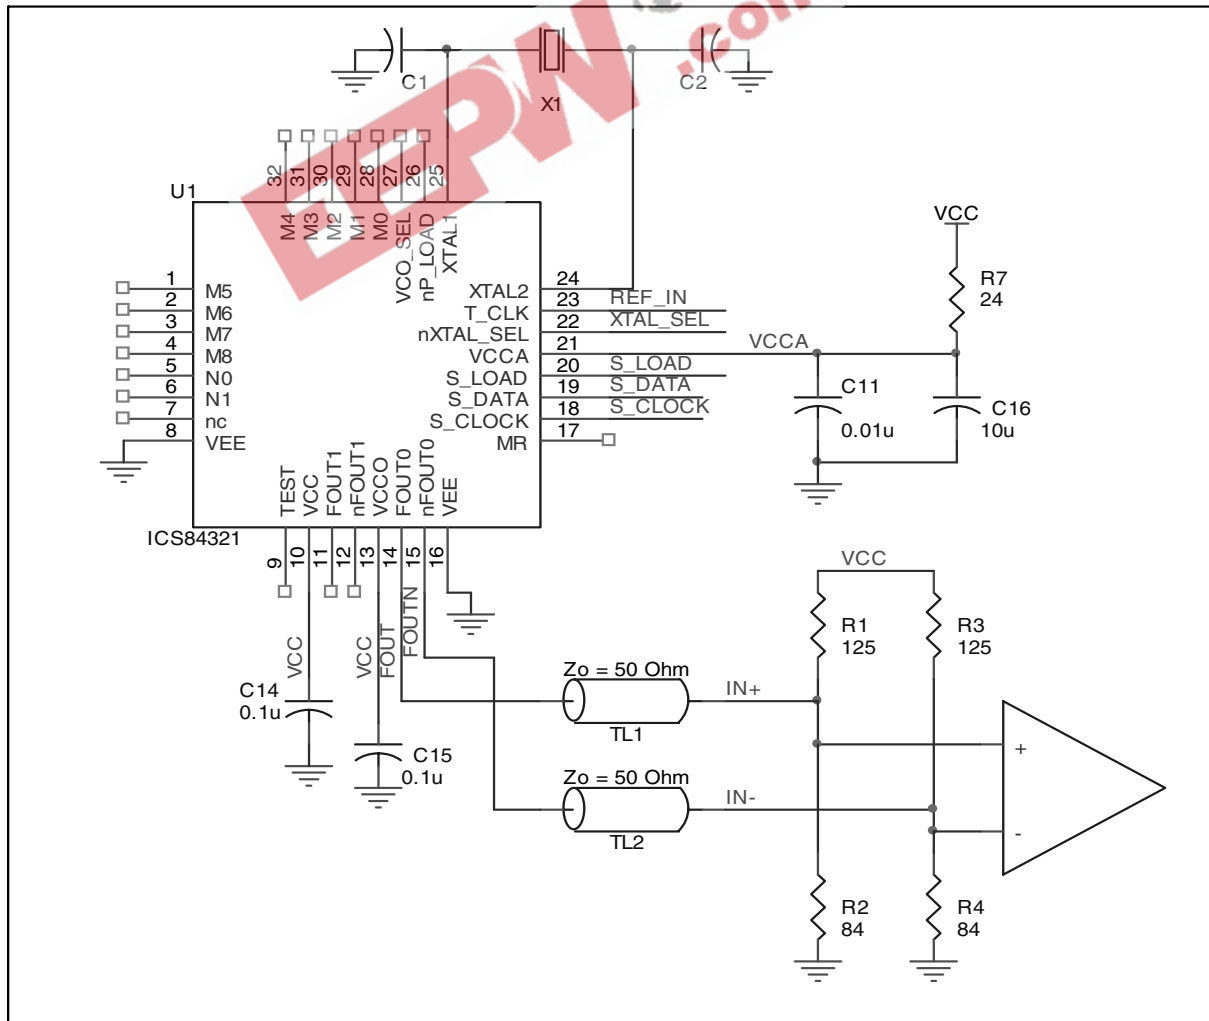 EEPW
.com
C1
X1
C2
U1
32
31
30
29
28
27
26
25
M4
M3
M2
M1
M0
VCO_SEL
nP_LOAD
XTAL1
1
2
3
4
5
6
7
8
M5
M6
M7
M8
N0
N1
nc
VEE
XTAL2
T_CLK
nXTAL_SEL
VCCA
S_LOAD
S_DATA
S_CLOCK
MR
24
23
22
21
20
19
18
17
REF_IN
XTAL_SEL
VCCA
S_LOAD
S_DATA
S_CLOCK
VCC
R7
24
C11
0.01u
C16
10u
TEST
VCC
FOUT1
nFOUT1
VCCO
FOUT0
nFOUT0
VEE
ICS84321
9
10
11
12
13
14
15
16
VCC
VCC
FOUT
FOUTN
C14
0.1u
C15
0.1u
Zo = 50 Ohm
TL1
Zo = 50 Ohm
TL2
IN+
IN-
VCC
R1
125
R3
125
+
-
R2
84
R4
84